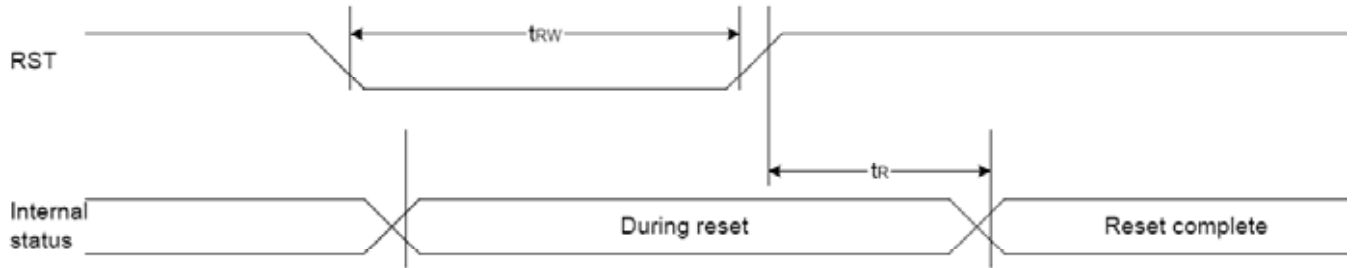 tRW
RST
tR
Internal
status
During reset
Reset complete